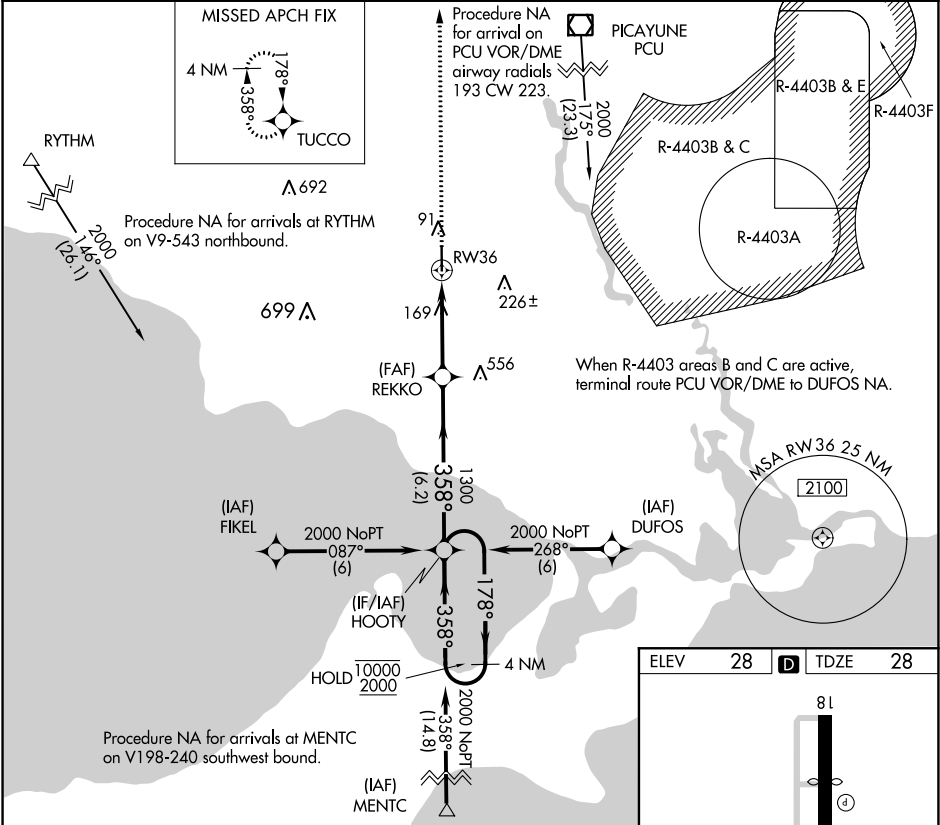 MISSED APCH FIX
4 NM
178°
358°
TUCCO
Procedure NA
for arrival on
PCU VOR/DME
airway radials
193 CW 223.
PICAYUNE
PCU
2000
175°
(23.3)
R-4403B & E
R-4403F
R-4403B & C
R-4403A
RYTHM
2000
146°
(26.1)
692
Procedure NA for arrivals at RYTHM
on V9-543 northbound.
91
RW36
226±
699
169
(FAF)
REKKO
556
When R-4403 areas B and C are active,
terminal route PCU VOR/DME to DUFOS NA.
MSA RW36 25 NM
2100
1300
358°
(6.2)
(IAF)
FIKEL
2000 NoPT
087°
(6)
(IAF)
DUFOS
2000 NoPT
268°
(6)
(IF/IAF)
HOOTY
358°
178°
HOLD
10000
2000
4 NM
2000 NoPT
358°
(14.8)
Procedure NA for arrivals at MENTC
on V198-240 southwest bound.
(IAF)
MENTC
ELEV 28 D TDZE 28
18
P